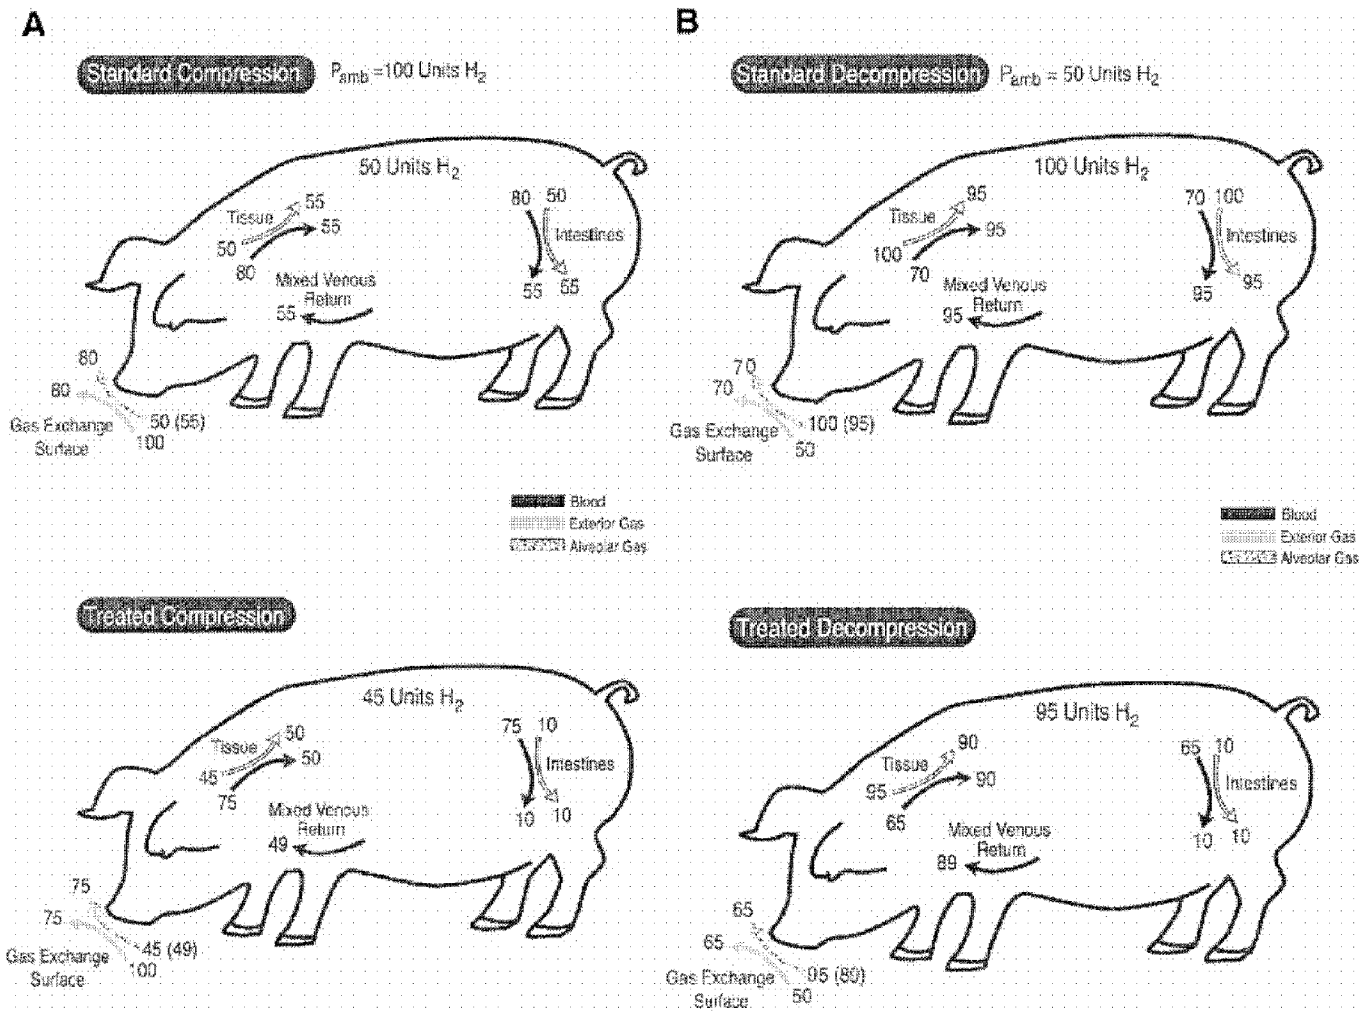 A
Standard Compression P_amb =100 Units H2
50 Units H2
55
Tissue
55
50
80
80 50
Intestines
55 55
Mixed Venous
Return
55
80
80
50 (55)
100
Gas Exchange
Surface
Blood
Exterior Gas
Alveolar Gas
B
Standard Decompression P_amb = 50 Units H2
100 Units H2
95
Tissue
95
100
70
70 100
Intestines
95 95
Mixed Venous
Return
95
70
70
100 (95)
50
Gas Exchange
Surface
Blood
Exterior Gas
Alveolar Gas
Treated Compression
45 Units H2
50
Tissue
50
45
75
75 10
Intestines
10 10
Mixed Venous
Return
49
75
75
45 (49)
100
Gas Exchange
Surface
Treated Decompression
95 Units H2
90
Tissue
90
95
65
65 10
Intestines
10 10
Mixed Venous
Return
89
65
65
95 (89)
50
Gas Exchange
Surface